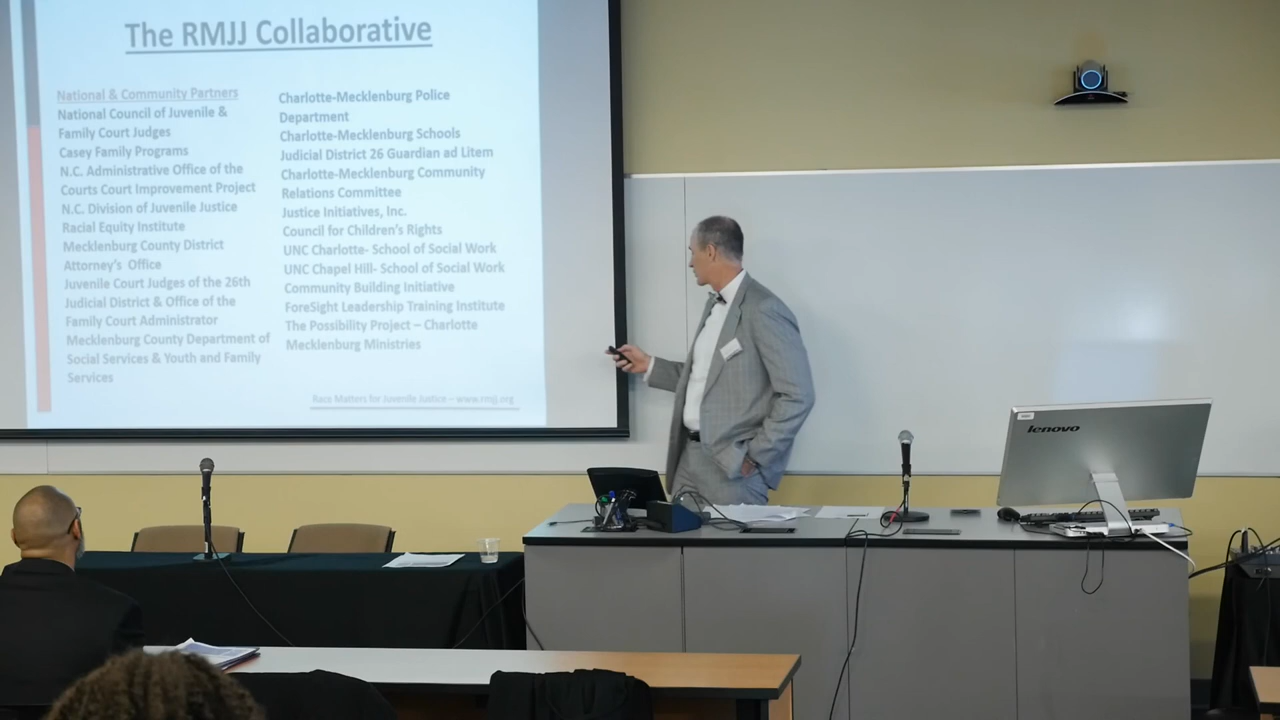 The RMJJ Collaborative
National & Community Partners
National Council of Juvenile &
Family Court Judges
Casey Family Programs
N.C. Administrative Office of the
Courts Court Improvement Project
N.C. Division of Juvenile Justice
Racial Equity Institute
Mecklenburg County District
Attorney's Office
Juvenile Court Judges of the 26th
Judicial District & Office of the
Family Court Administrator
Mecklenburg County Department of
Social Services & Youth and Family
Services
Charlotte-Mecklenburg Police
Department
Charlotte-Mecklenburg Schools
Judicial District 26 Guardian ad Litem
Charlotte-Mecklenburg Community
Relations Committee
Justice Initiatives, Inc.
Council for Children's Rights
UNC Charlotte- School of Social Work
UNC Chapel Hill- School of Social Work
Community Building Initiative
ForeSight Leadership Training Institute
The Possibility Project – Charlotte
Mecklenburg Ministries
Race Matters for Juvenile Justice – www.rmjj.org
lenovo